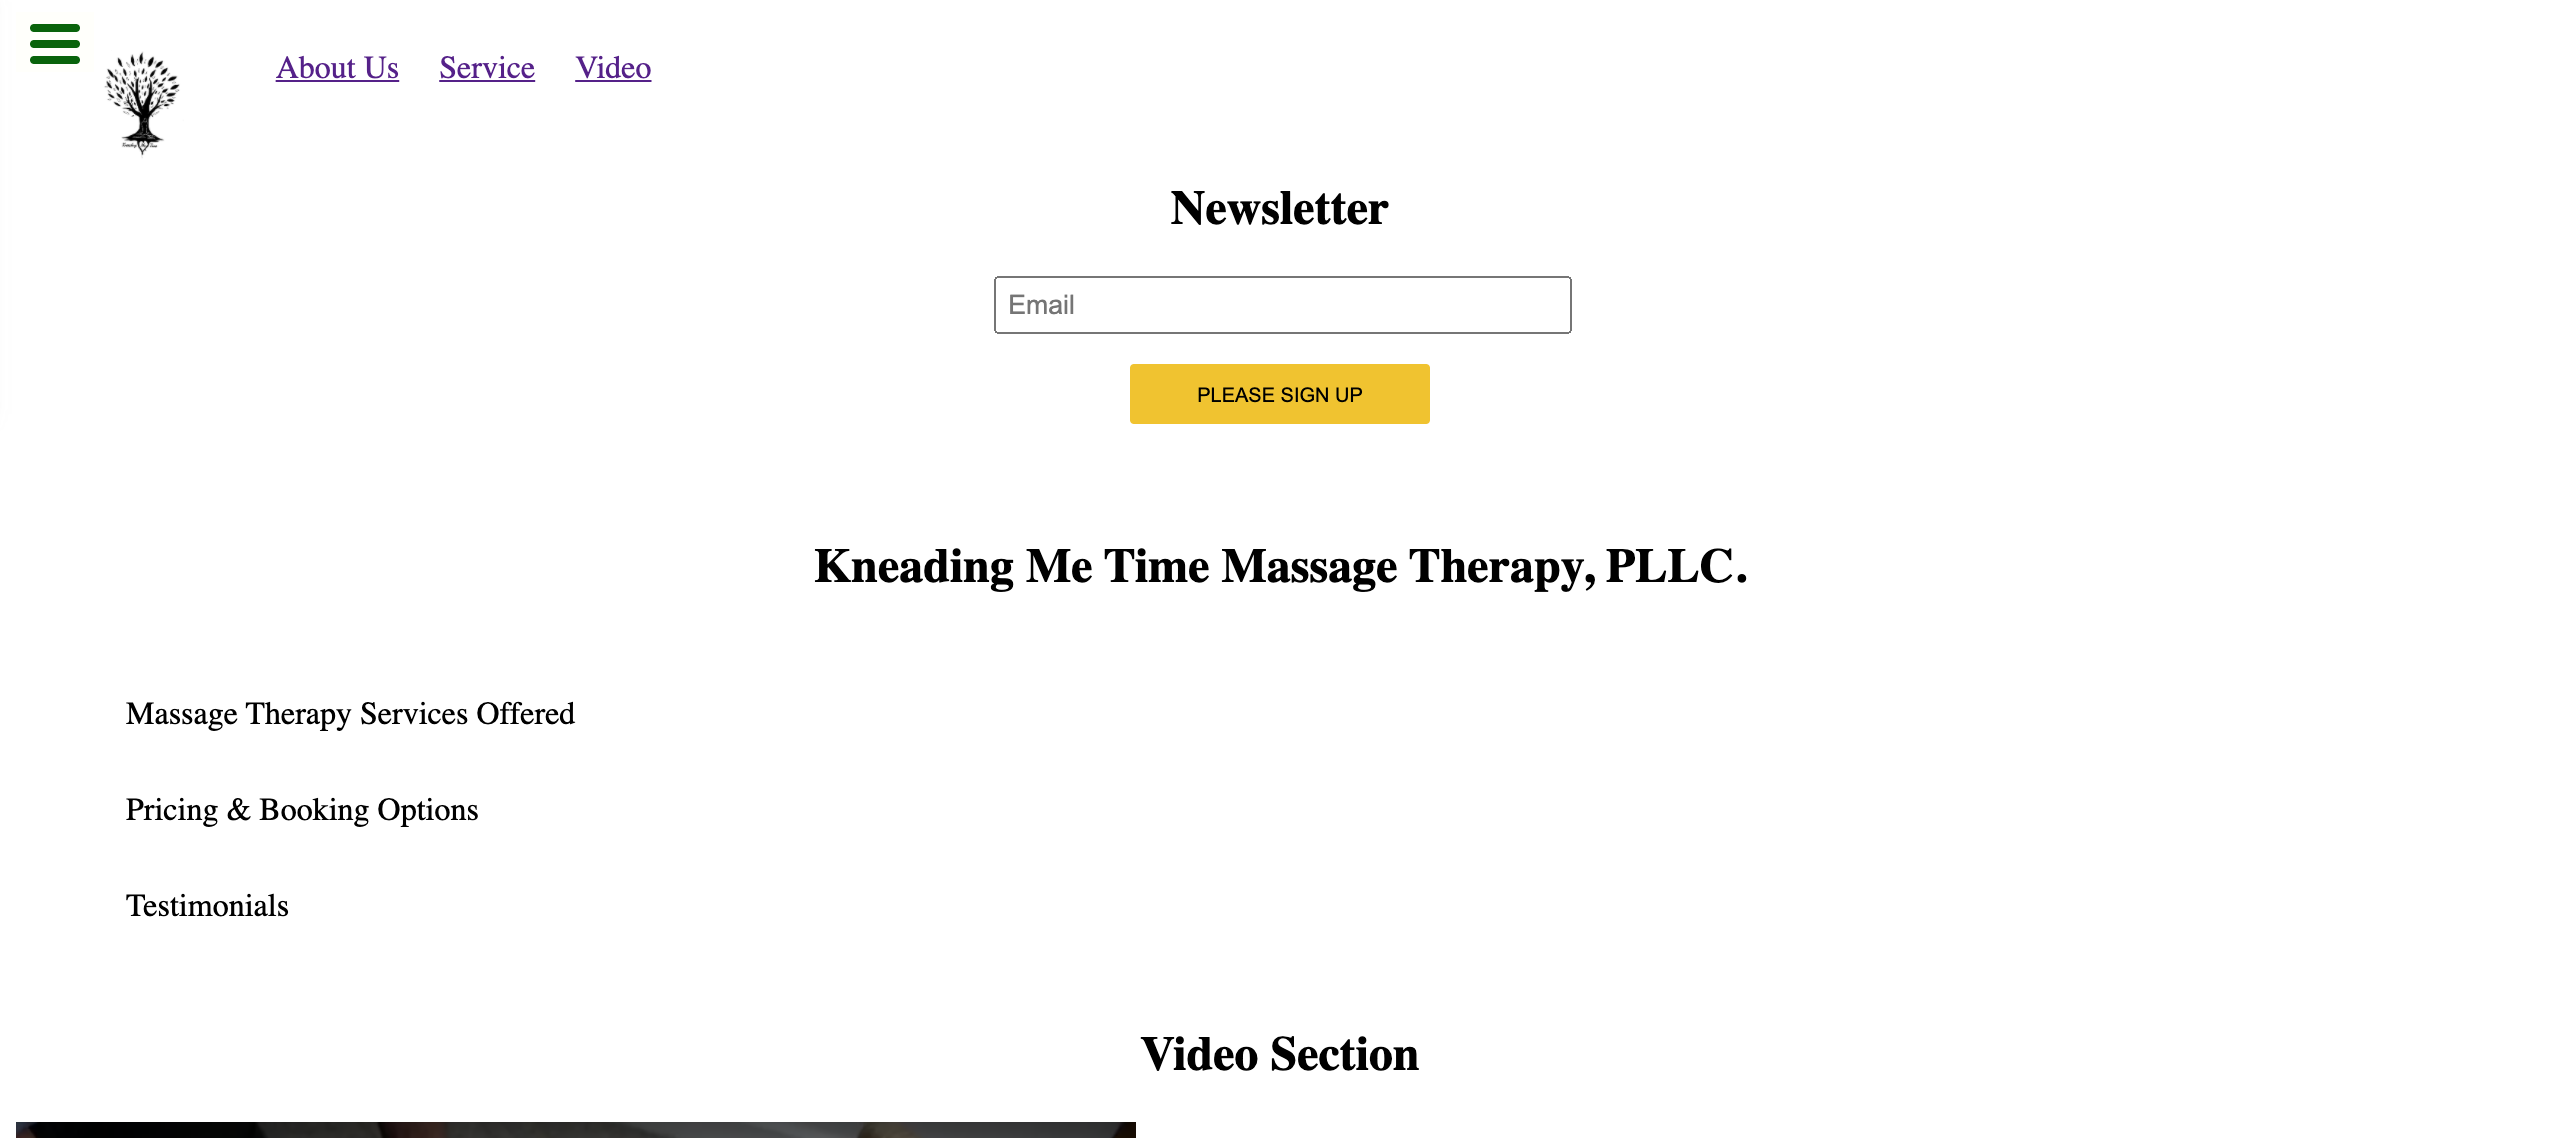 About Us Service Video
Newsletter
Email
PLEASE SIGN UP
Kneading Me Time Massage Therapy, PLLC.
Massage Therapy Services Offered
Pricing & Booking Options
Testimonials
Video Section